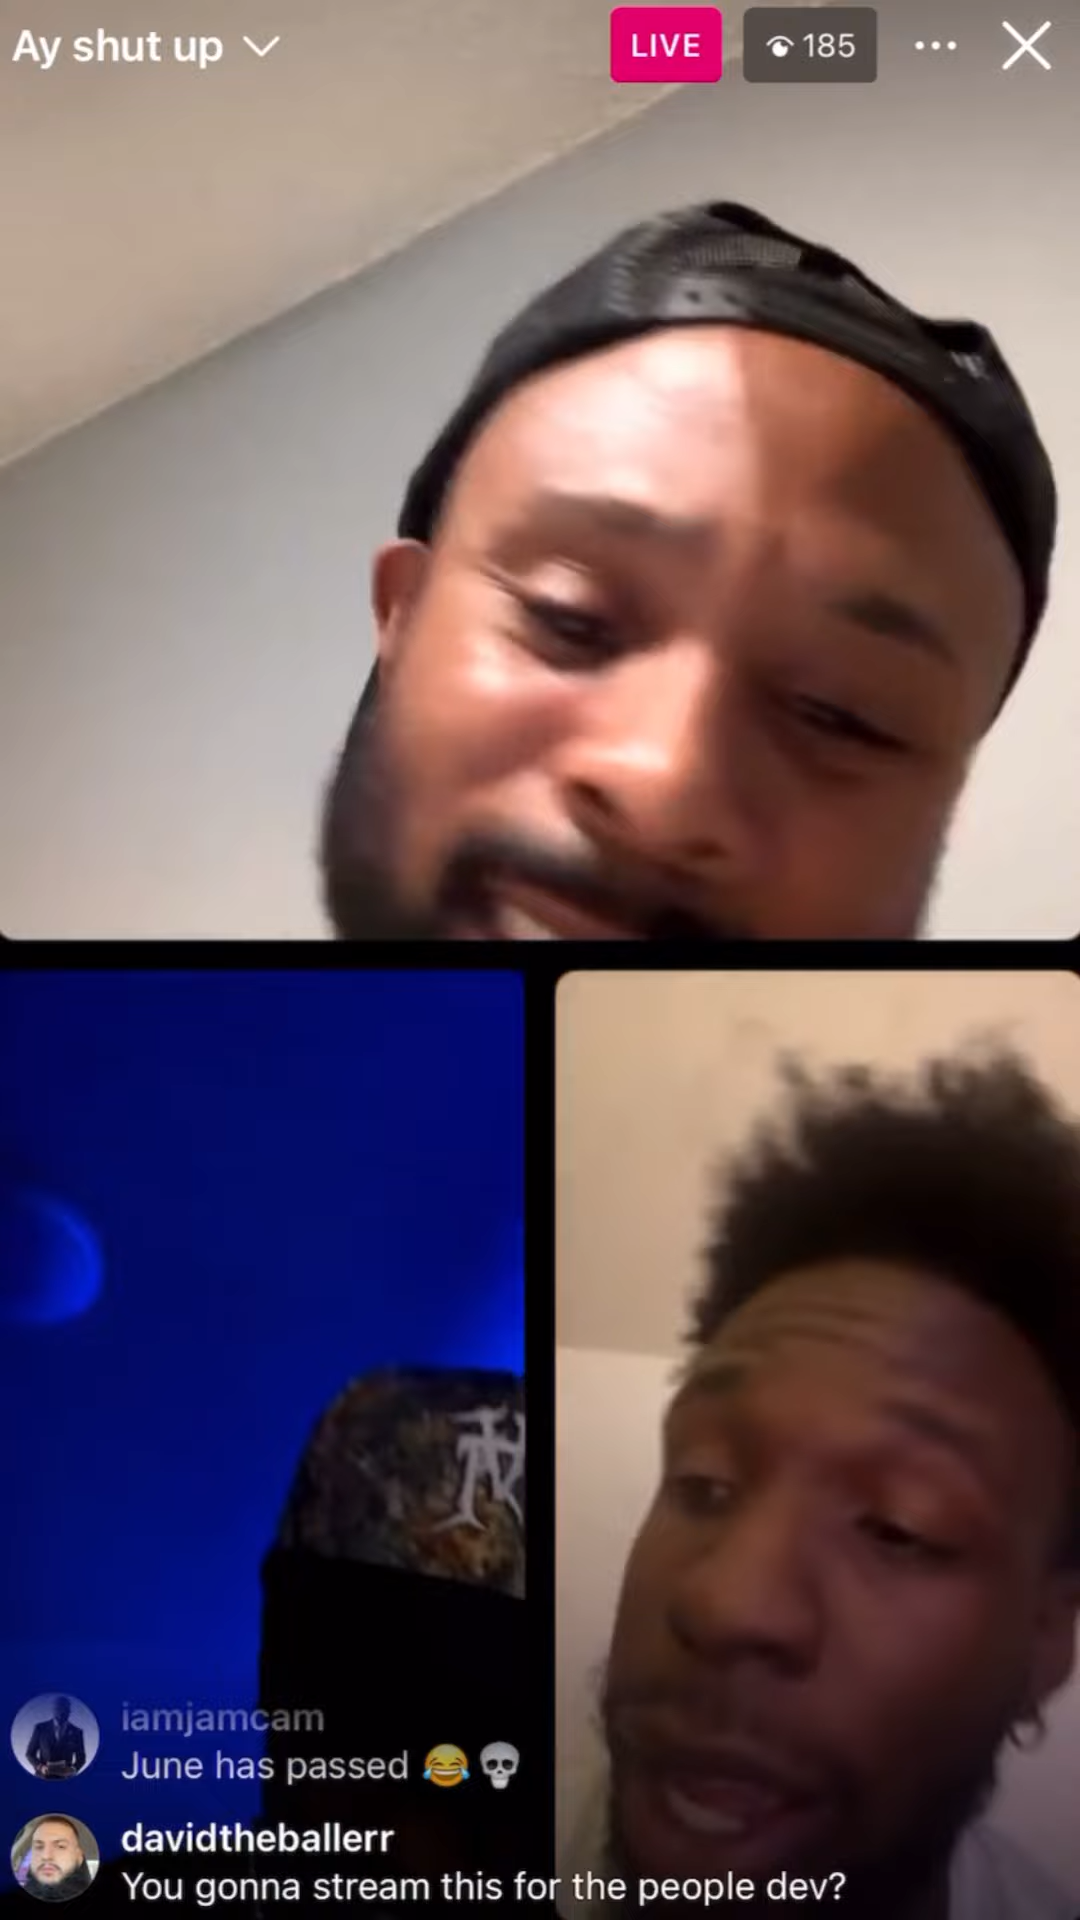 Ay shut up
LIVE
185
iamjamcam
June has passed 😂💀
davidtheballerr
You gonna stream this for the people dev?